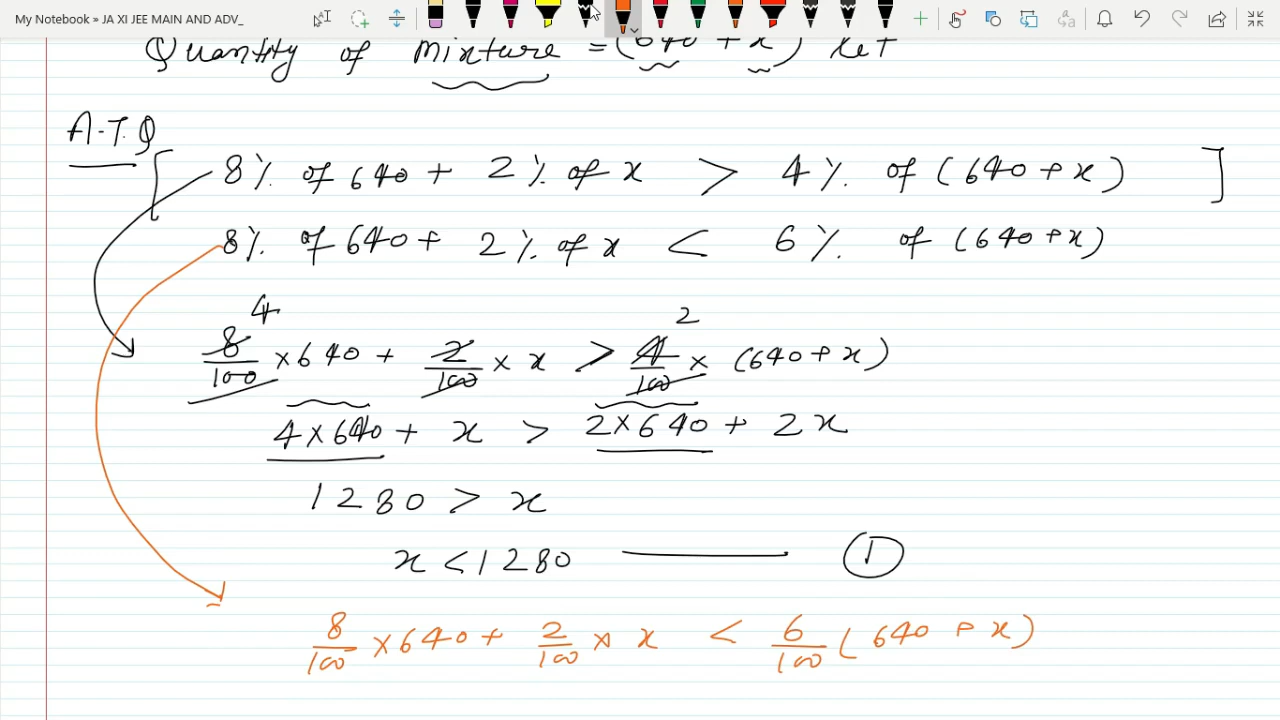 My Notebook » JA XI JEE MAIN AND ADV_
Quantity of Mixture = (640 + x) let
A.T.Q
8% of 640 + 2% of x > 4% of (640 + x)
8% of 640 + 2% of x < 6% of (640 + x)
4 2
8/100 × 640 + 2/100 × x > 4/100 × (640 + x)
4 × 640 + x > 2 × 640 + 2x
1280 > x
x < 1280 ——— 1
8/100 × 640 + 2/100 × x < 6/100 (640 + x)